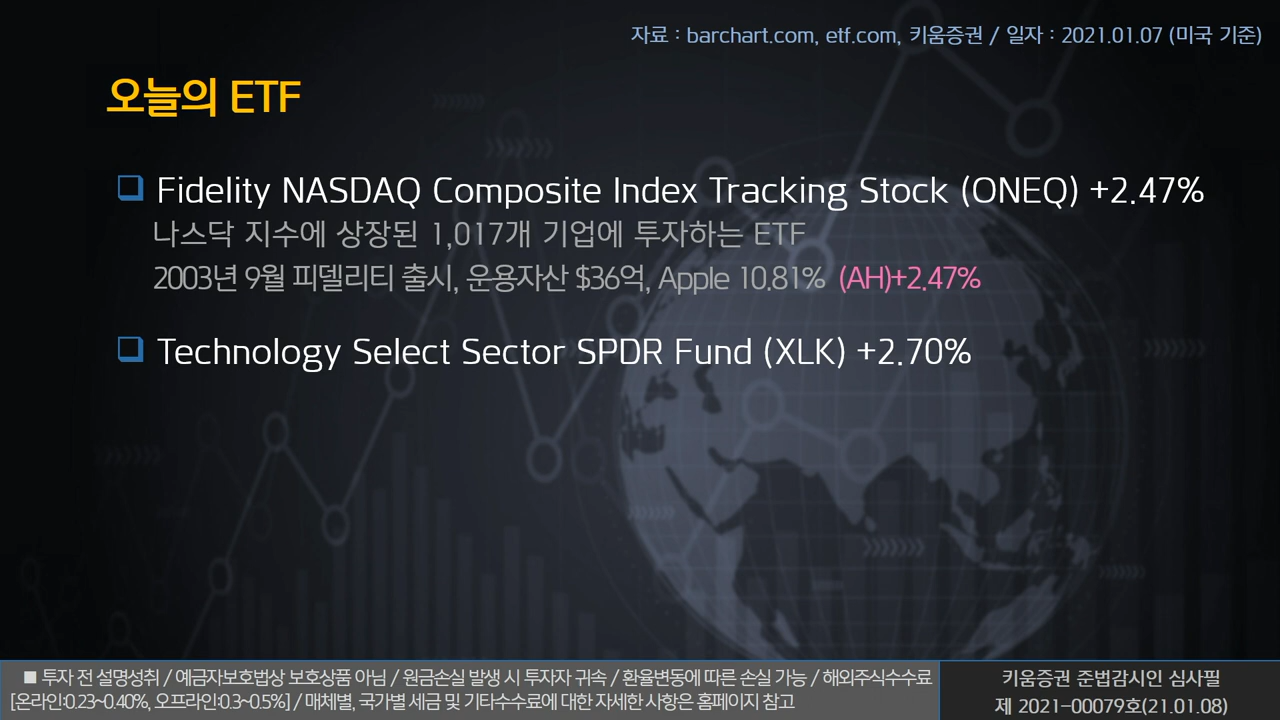 자료 : barchart.com, etf.com, 키움증권 / 일자 : 2021.01.07 (미국 기준)
오늘의 ETF
❑ Fidelity NASDAQ Composite Index Tracking Stock (ONEQ) +2.47%
나스닥 지수에 상장된 1,017개 기업에 투자하는 ETF
2003년 9월 피델리티 출시, 운용자산 $36억, Apple 10.81% (AH)+2.47%
❑ Technology Select Sector SPDR Fund (XLK) +2.70%
■ 투자 전 설명성취 / 예금자보호법상 보호상품 아님 / 원금손실 발생 시 투자자 귀속 / 환율변동에 따른 손실 가능 / 해외주식수수료
[온라인:0.23~0.40%, 오프라인:0.3~0.5%] / 매체별, 국가별 세금 및 기타수수료에 대한 자세한 사항은 홈페이지 참고
키움증권 준법감시인 심사필
제 2021-00079호(21.01.08)